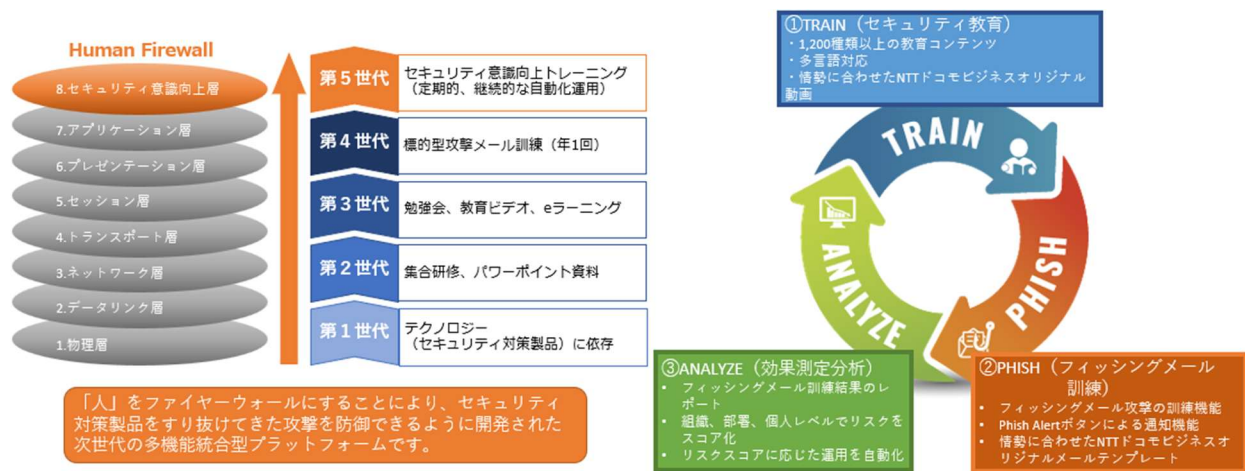 Human Firewall
8.セキュリティ意識向上層
7.アプリケーション層
6.プレゼンテーション層
5.セッション層
4.トランスポート層
3.ネットワーク層
2.データリンク層
1.物理層
第５世代
セキュリティ意識向上トレーニング
（定期的、継続的な自動化運用）
第４世代
標的型攻撃メール訓練（年1回）
第３世代
勉強会、教育ビデオ、eラーニング
第２世代
集合研修、パワーポイント資料
第１世代
テクノロジー
（セキュリティ対策製品）に依存
「人」をファイヤーウォールにすることにより、セキュリティ
対策製品をすり抜けてきた攻撃を防御できるように開発された
次世代の多機能統合型プラットフォームです。
①TRAIN（セキュリティ教育）
・1,200種類以上の教育コンテンツ
・多言語対応
・情勢に合わせたNTTドコモビジネスオリジナル
動画
TRAIN
PHISH
ANALYZE
③ANALYZE（効果測定分析）
• フィッシングメール訓練結果のレ
ポート
• 組織、部署、個人レベルでリスクを
スコア化
• リスクスコアに応じた運用を自動化
②PHISH（フィッシングメール
訓練）
• フィッシングメール攻撃の訓練機能
• Phish Alertボタンによる通知機能
• 情勢に合わせたNTTドコモビジネスオ
リジナルメールテンプレート